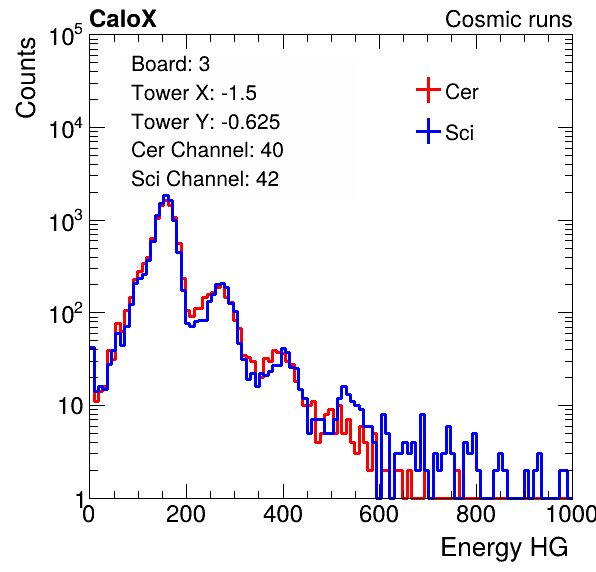 CaloX Cosmic runs
Counts
10^5
10^4
10^3
10^2
10
1
Board: 3
Tower X: -1.5
Tower Y: -0.625
Cer Channel: 40
Sci Channel: 42
Cer
Sci
0 200 400 600 800 1000
Energy HG